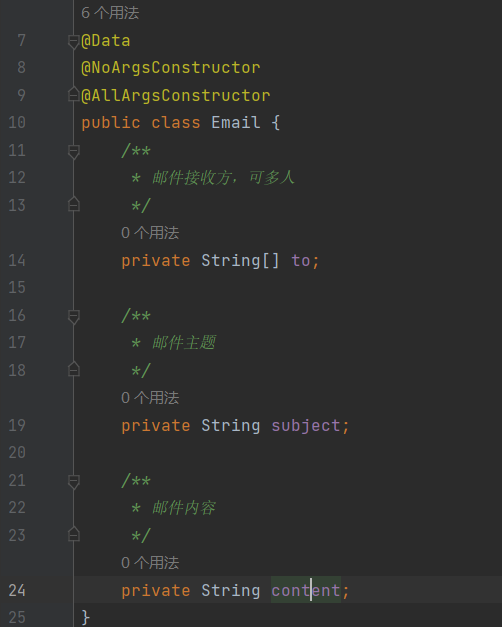 6 个用法
7 @Data
8 @NoArgsConstructor
9 @AllArgsConstructor
10 public class Email {
11 /**
12 * 邮件接收方，可多人
13 */
0 个用法
14 private String[] to;
15
16 /**
17 * 邮件主题
18 */
0 个用法
19 private String subject;
20
21 /**
22 * 邮件内容
23 */
0 个用法
24 private String content;
25 }